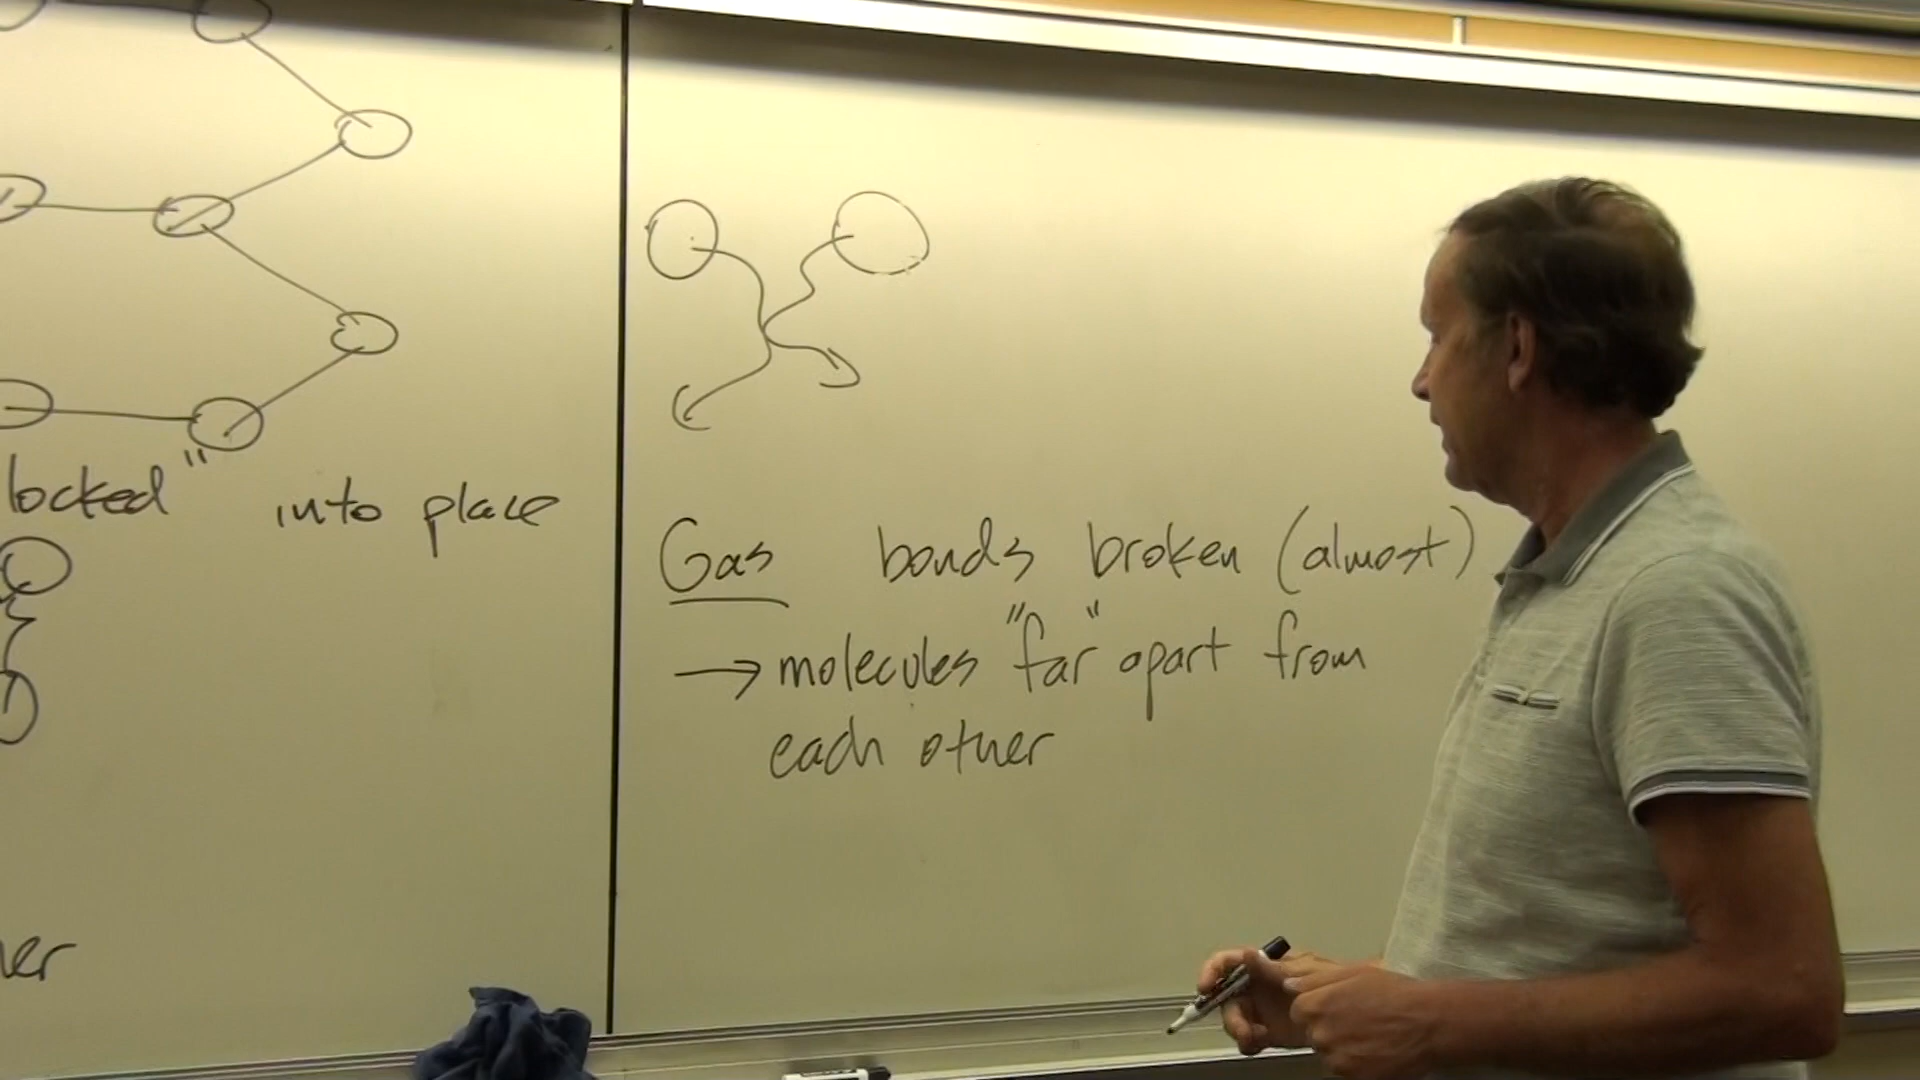 locked" into place
Gas bonds broken (almost)
→ molecules "far" apart from
each other